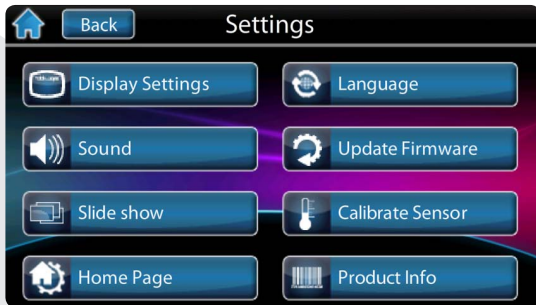 Back
Settings
Display Settings
Language
Sound
Update Firmware
Slide show
Calibrate Sensor
Home Page
Product Info